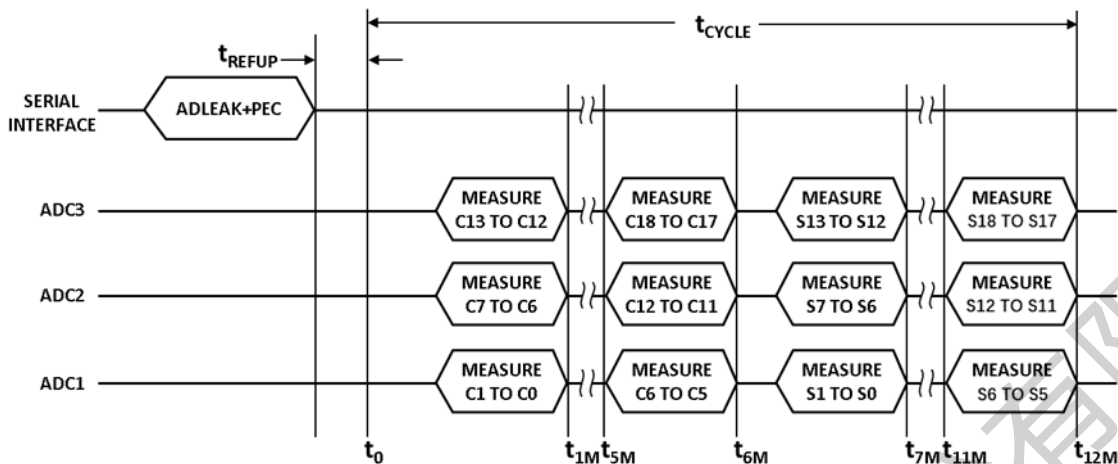 tCYCLE
tREFUP
SERIAL
INTERFACE
ADLEAK+PEC
ADC3
MEASURE
C13 TO C12
MEASURE
C18 TO C17
MEASURE
S13 TO S12
MEASURE
S18 TO S17
ADC2
MEASURE
C7 TO C6
MEASURE
C12 TO C11
MEASURE
S7 TO S6
MEASURE
S12 TO S11
ADC1
MEASURE
C1 TO C0
MEASURE
C6 TO C5
MEASURE
S1 TO S0
MEASURE
S6 TO S5
t0
t1M
t5M
t6M
t7M
t11M
t12M
有